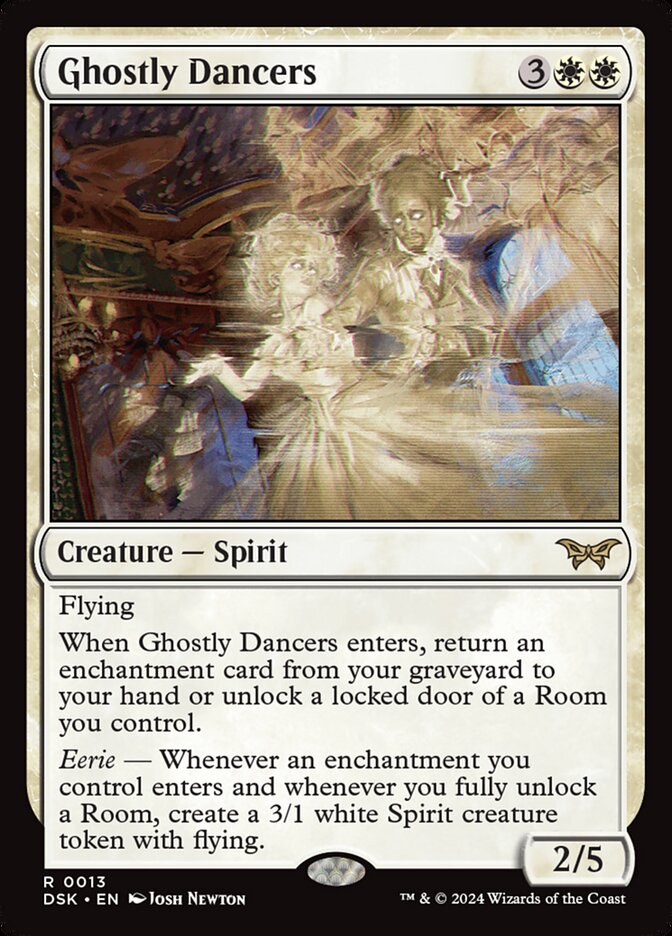 Ghostly Dancers 3
Creature — Spirit
Flying
When Ghostly Dancers enters, return an
enchantment card from your graveyard to
your hand or unlock a locked door of a Room
you control.
Eerie — Whenever an enchantment you
control enters and whenever you fully unlock
a Room, create a 3/1 white Spirit creature
token with flying.
2/5
R 0013
DSK • EN Josh Newton
™ & © 2024 Wizards of the Coast